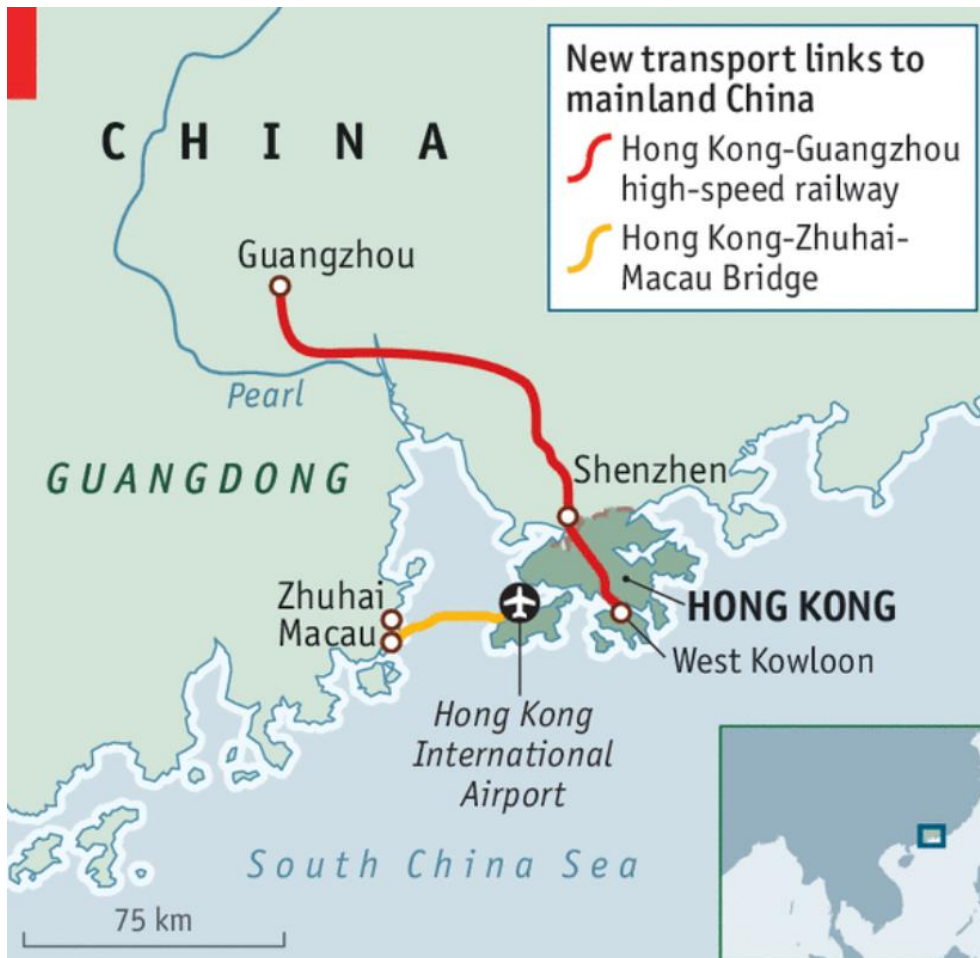 New transport links to
mainland China
Hong Kong-Guangzhou
high-speed railway
Hong Kong-Zhuhai-
Macau Bridge
CHINA
Guangzhou
Pearl
GUANGDONG
Shenzhen
Zhuhai
Macau
HONG KONG
West Kowloon
Hong Kong
International
Airport
South China Sea
75 km